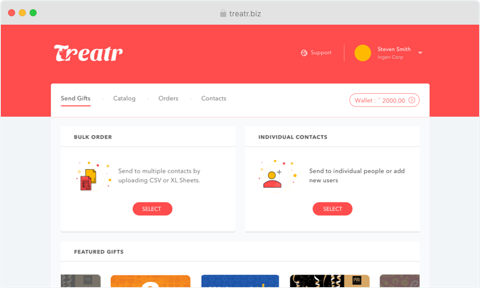 treatr.biz
Treatr
Support
Steven Smith
Send Gifts
Catalog
Orders
Contacts
Wallet : 2000.00
BULK ORDER
INDIVIDUAL CONTACTS
Send to multiple contacts by
uploading CSV or XL Sheets.
Send to individual people or add
new users
SELECT
SELECT
FEATURED GIFTS